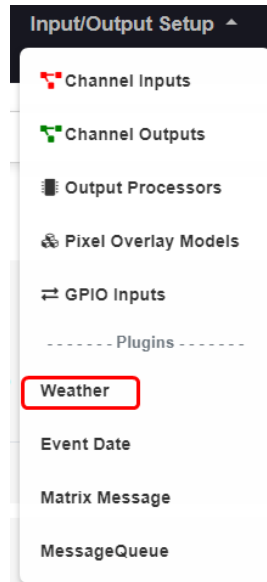 Input/Output Setup
Channel Inputs
Channel Outputs
Output Processors
Pixel Overlay Models
GPIO Inputs
------- Plugins -------
Weather
Event Date
Matrix Message
MessageQueue